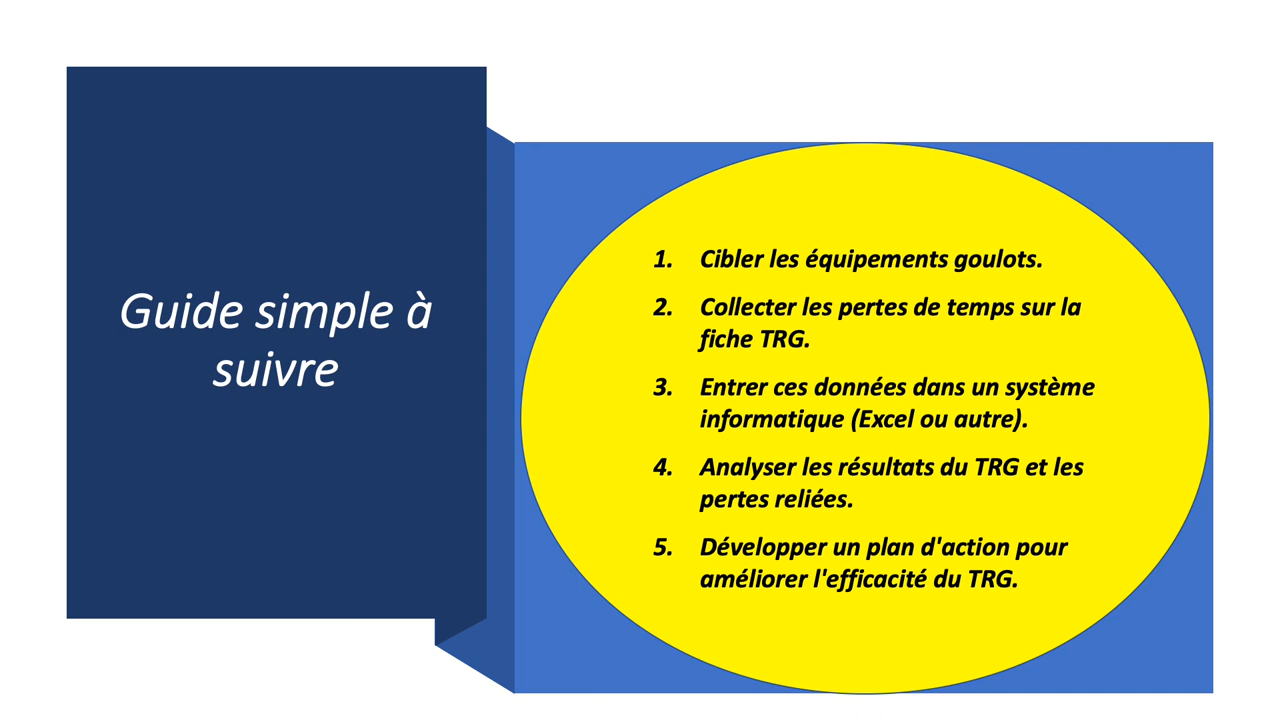 Guide simple à
suivre
1. Cibler les équipements goulots.
2. Collecter les pertes de temps sur la
fiche TRG.
3. Entrer ces données dans un système
informatique (Excel ou autre).
4. Analyser les résultats du TRG et les
pertes reliées.
5. Développer un plan d'action pour
améliorer l'efficacité du TRG.